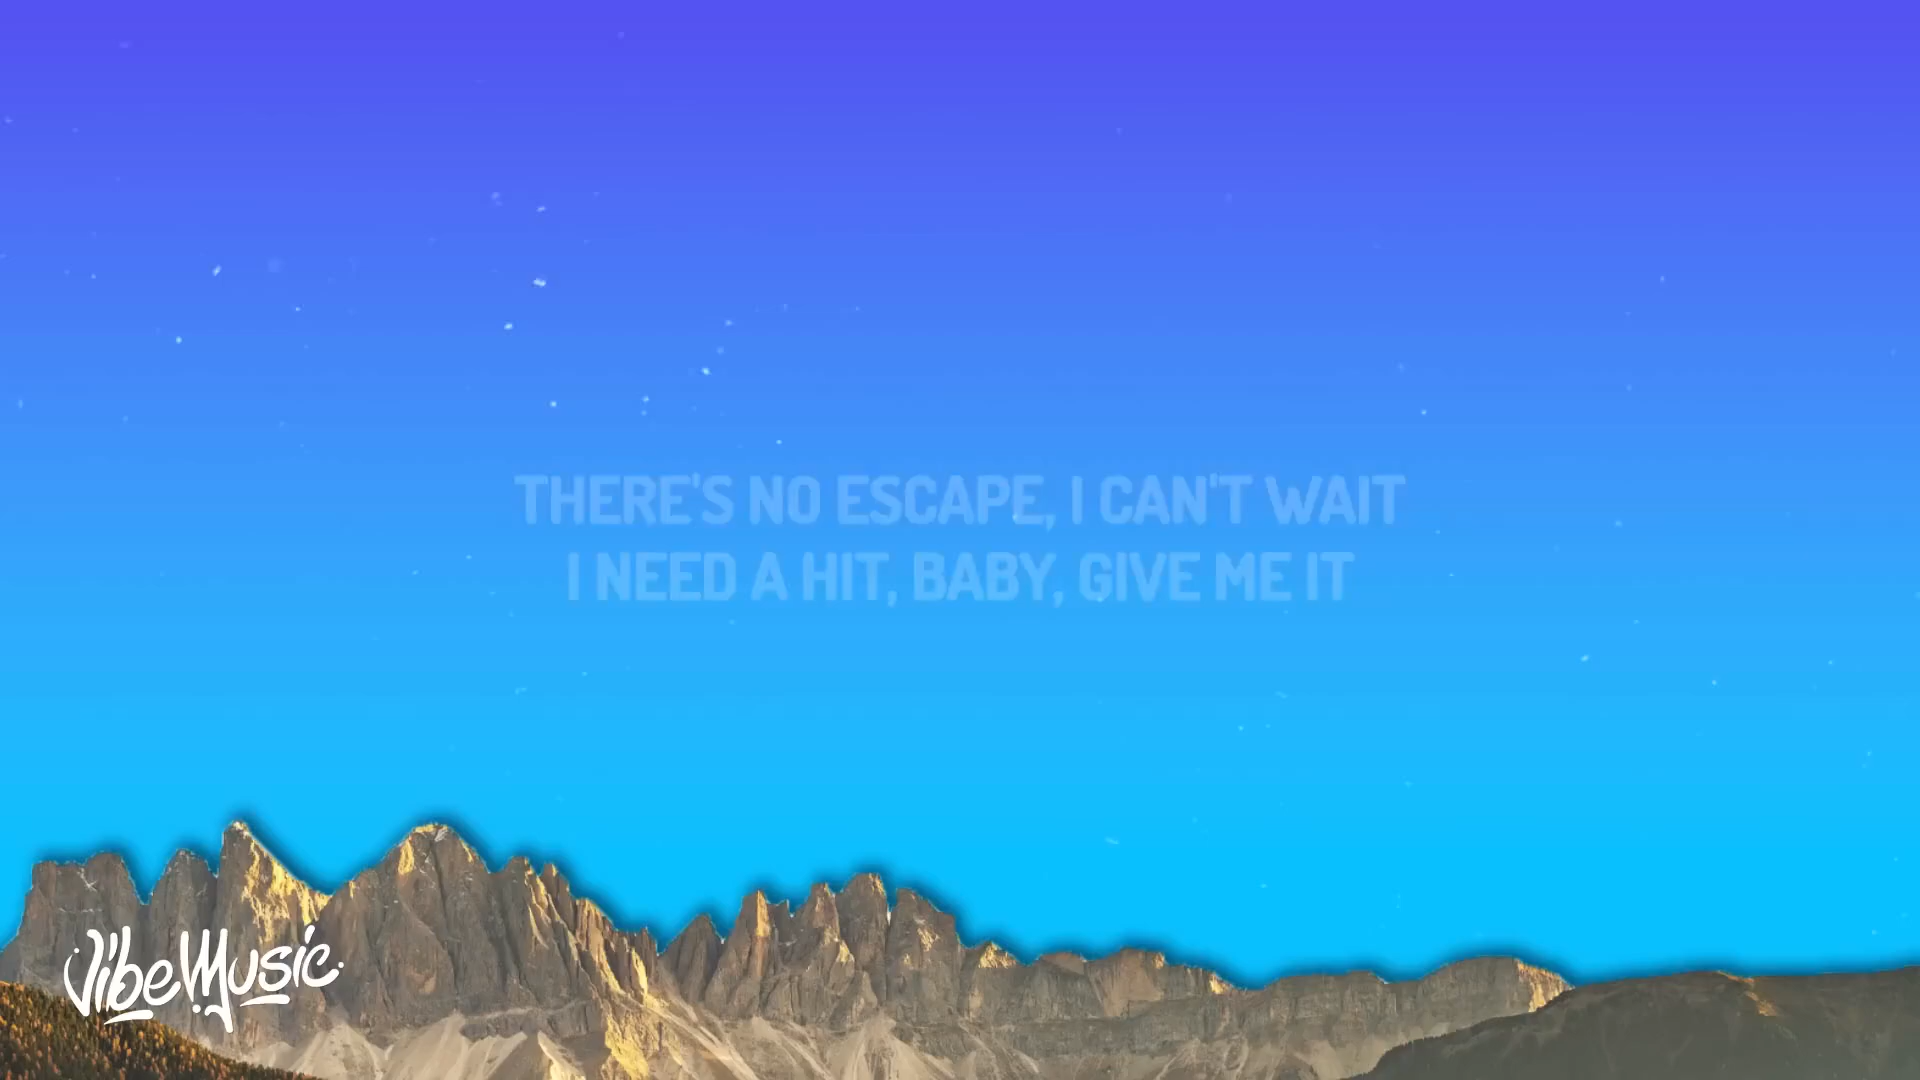 THERE'S NO ESCAPE, I CAN'T WAIT
I NEED A HIT, BABY, GIVE ME IT
VibeMusic